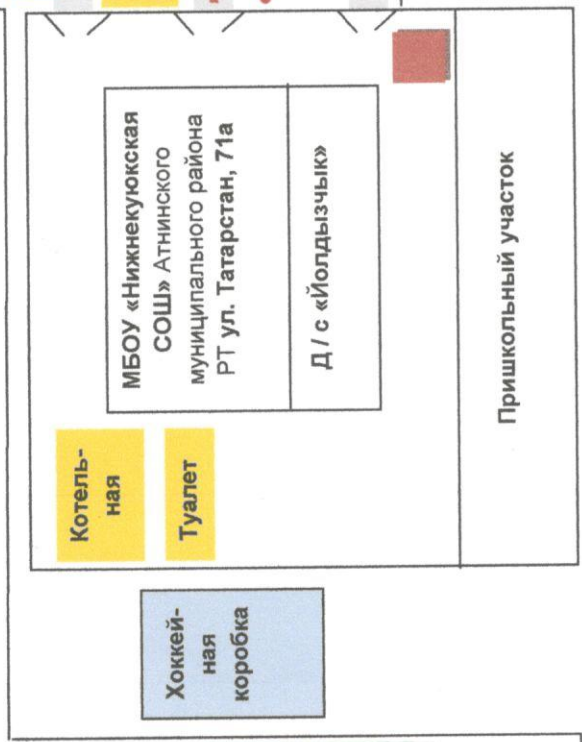 МБОУ «Нижнекуюкская
СОШ» Атнинского
муниципального района
РТ ул. Татарстан, 71а
Д / с «Йолдызчык»
Котель-
ная
Туалет
Хоккей-
ная
коробка
Пришкольный участок